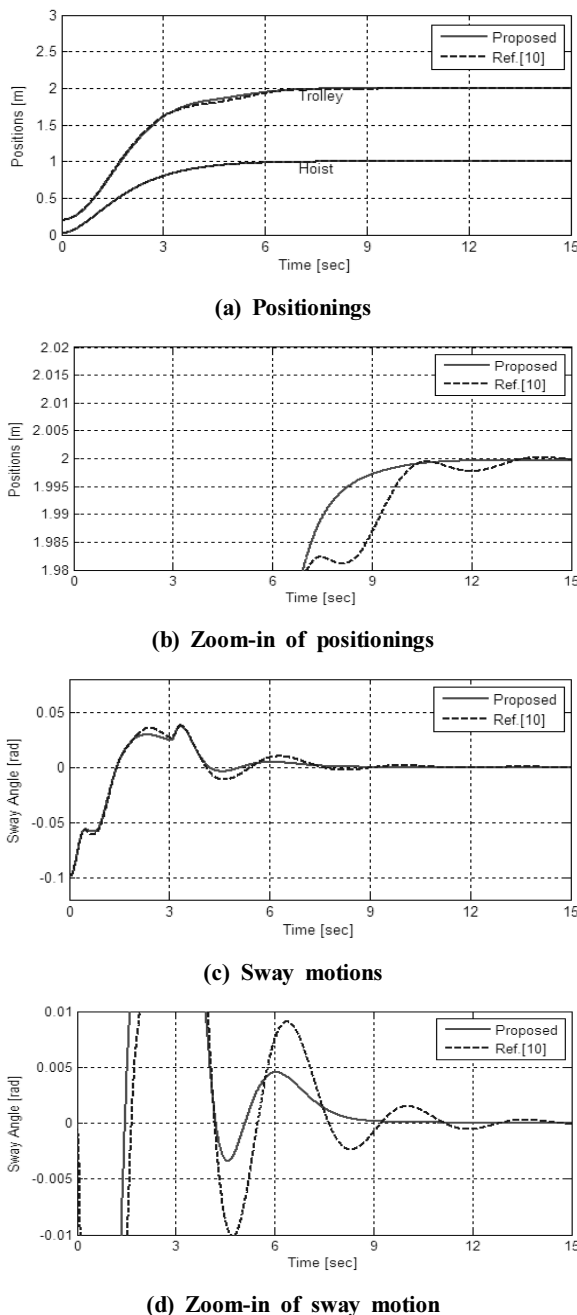 3
2.5
2
1.5
1
0.5
0
Positions [m]
Proposed
Ref.[10]
Trolley
Hoist
0 3 6 9 12 15
Time [sec]
(a) Positionings
2.02
2.015
2.01
2.005
2
1.995
1.99
1.985
1.98
Positions [m]
Proposed
Ref.[10]
0 3 6 9 12 15
Time [sec]
(b) Zoom-in of positionings
0.05
0
-0.05
-0.1
Sway Angle [rad]
Proposed
Ref.[10]
0 3 6 9 12 15
Time [sec]
(c) Sway motions
0.01
0.005
0
-0.005
-0.01
Sway Angle [rad]
Proposed
Ref.[10]
0 3 6 9 12 15
Time [sec]
(d) Zoom-in of sway motion